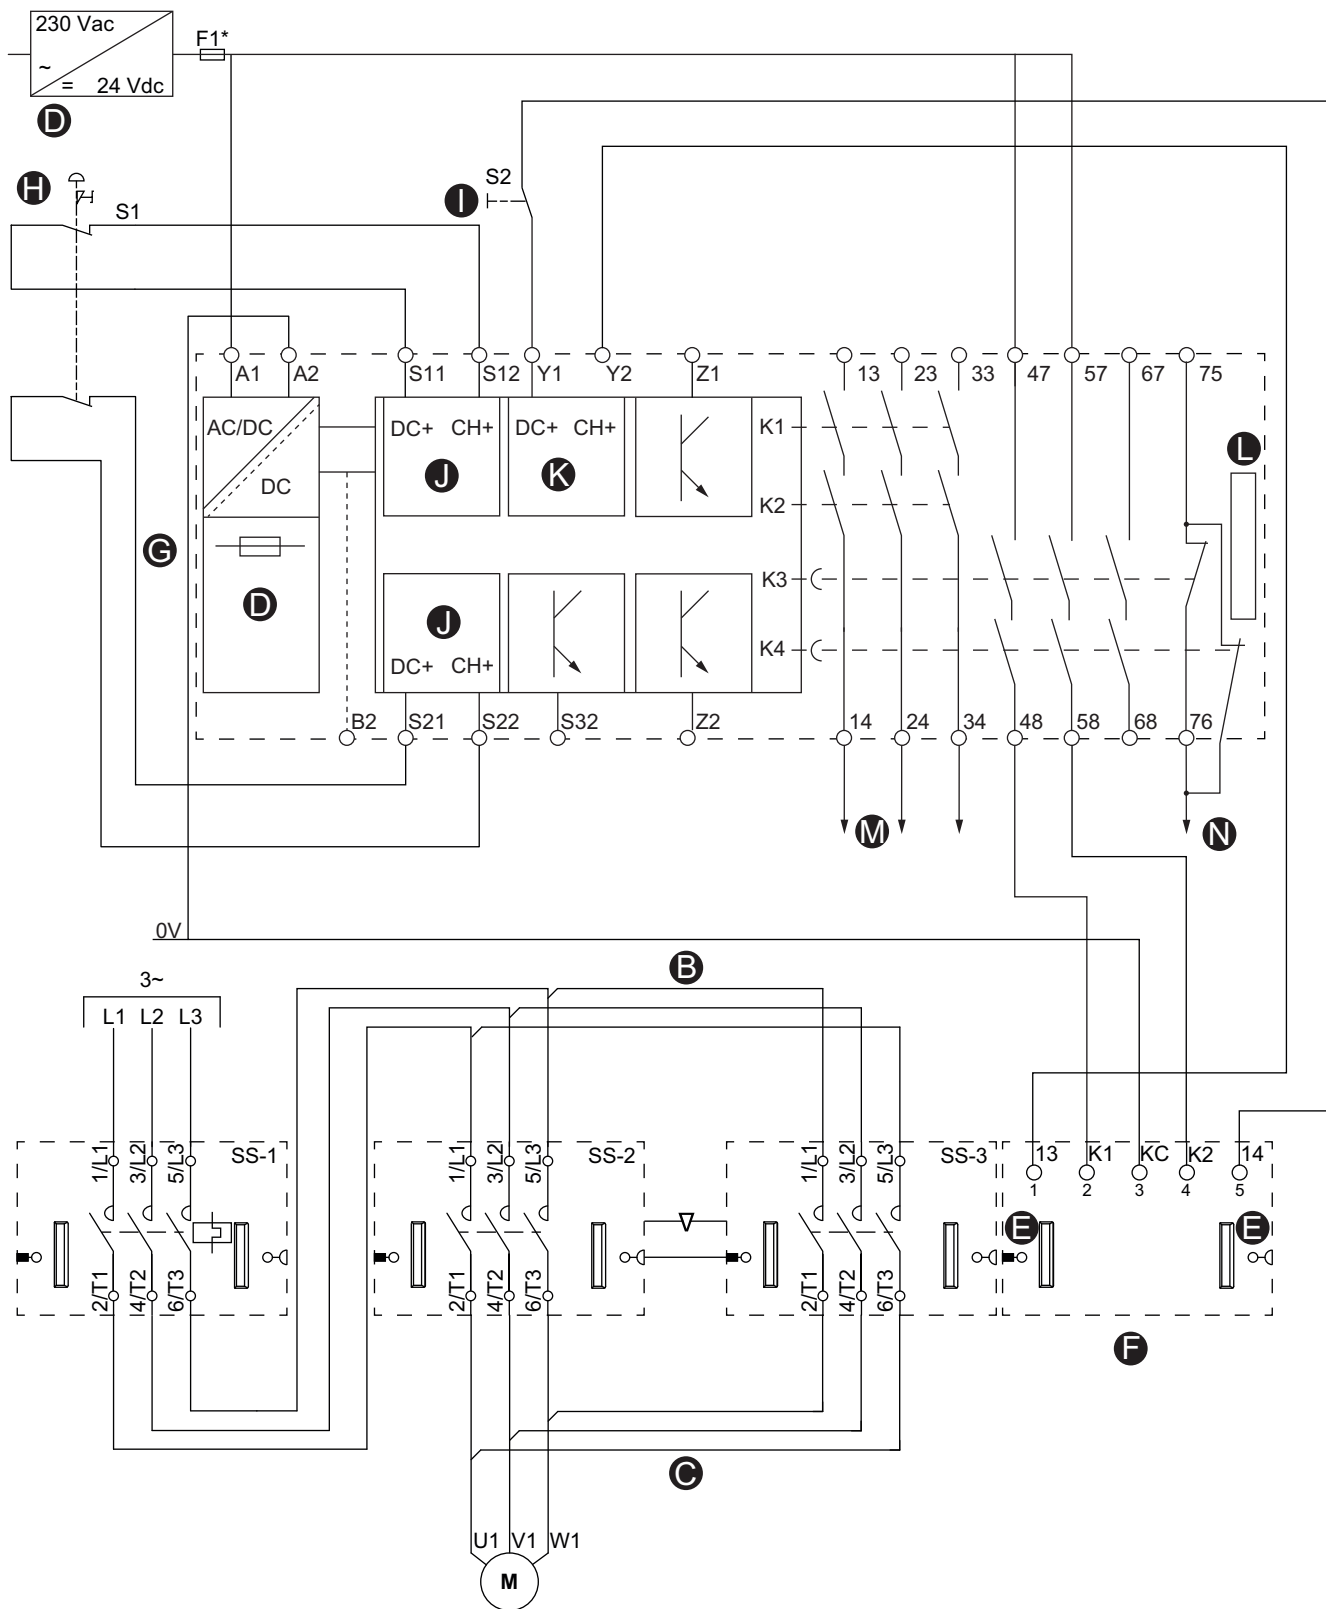 230 Vac
F1*
~
= 24 Vdc
D
H
S1
S2
I
A1 A2 S11 S12 Y1 Y2 Z1 13 23 33 47 57 67 75
AC/DC
DC
DC+ CH+
J
DC+ CH+
K
K1
K2
L
G
D
J
DC+ CH+
K3
K4
B2 S21 S22 S32 Z2 14 24 34 48 58 68 76
M
N
0V
B
3~
L1 L2 L3
1/L1 3/L2 5/L3 SS-1
2/T1 4/T2 6/T3
1/L1 3/L2 5/L3 SS-2
2/T1 4/T2 6/T3
1/L1 3/L2 5/L3 SS-3
2/T1 4/T2 6/T3
13 K1 KC K2 14
1 2 3 4 5
E E
F
C
U1 V1 W1
M